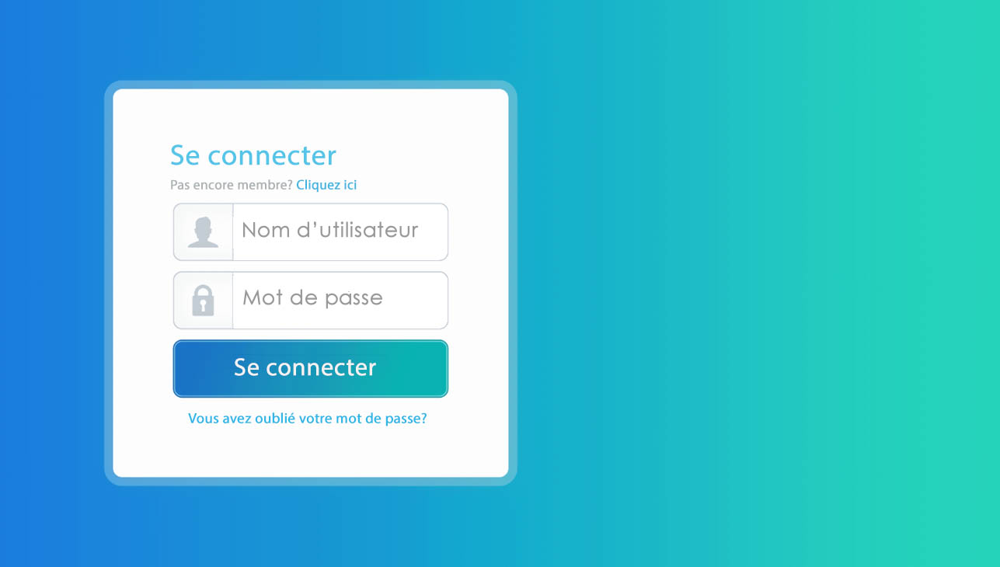 Se connecter
Pas encore membre? Cliquez ici
Nom d’utilisateur
Mot de passe
Se connecter
Vous avez oublié votre mot de passe?